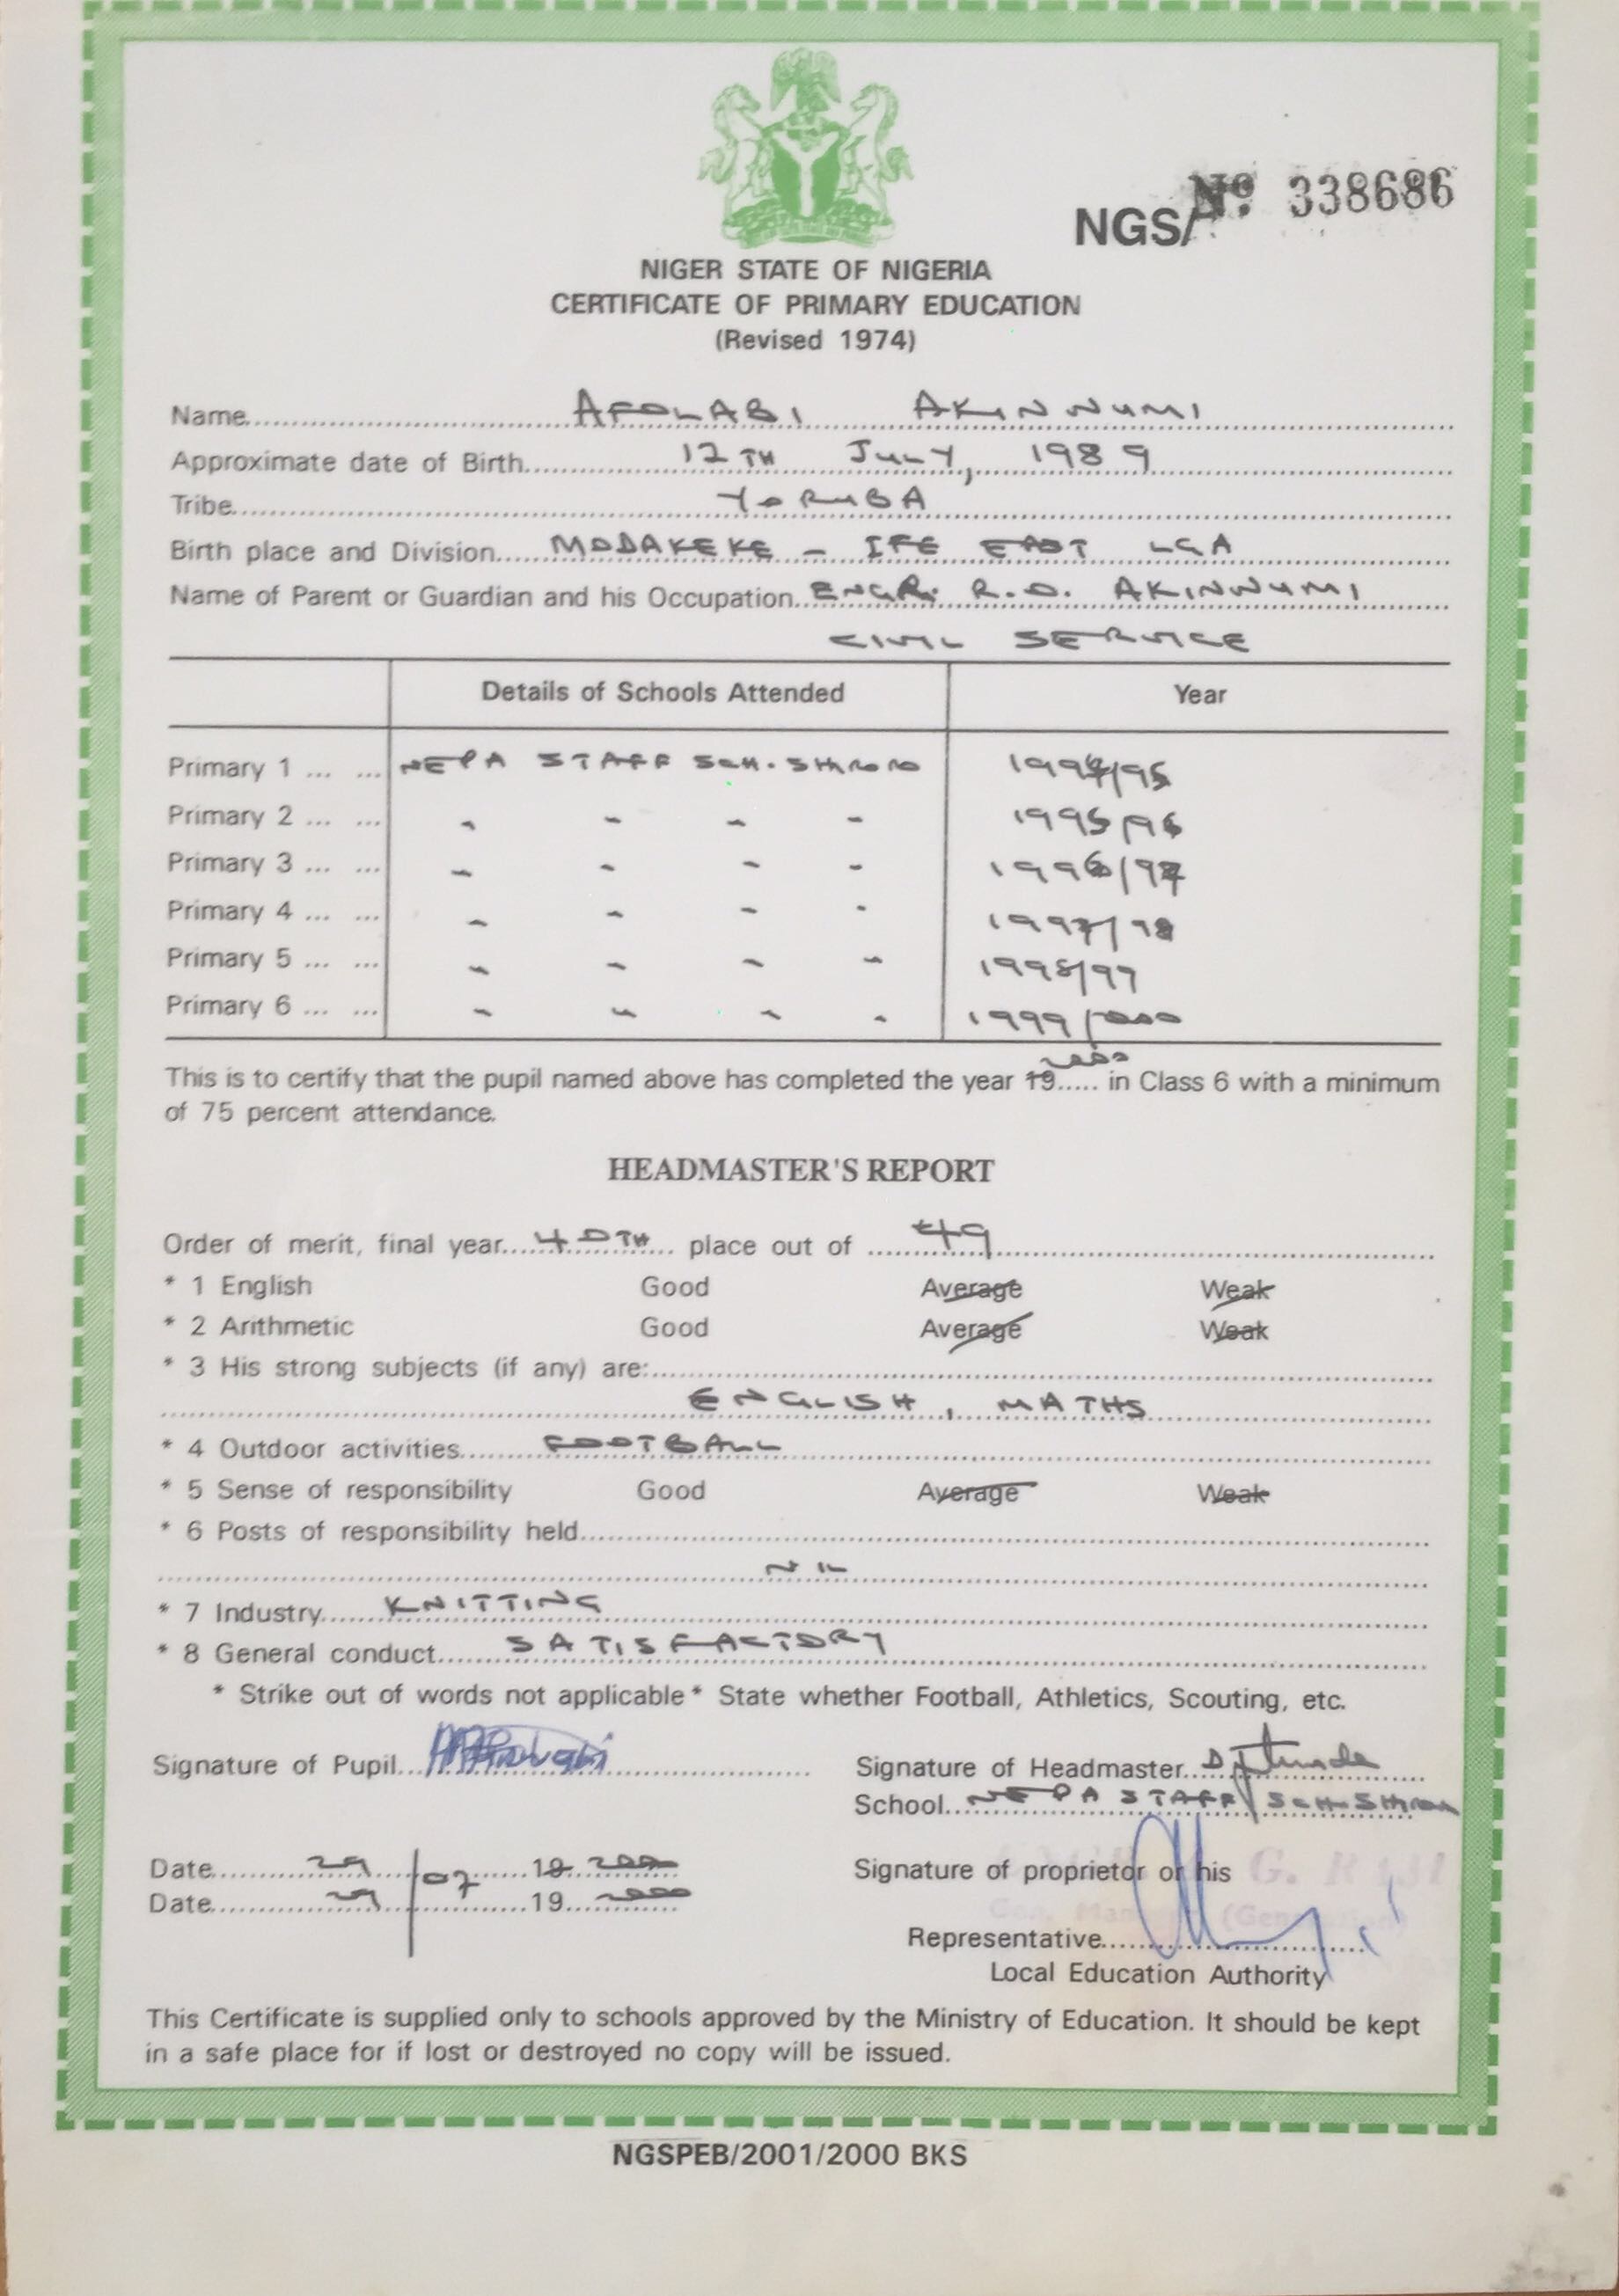 NGS/ Nº 338686
NIGER STATE OF NIGERIA
CERTIFICATE OF PRIMARY EDUCATION
(Revised 1974)
Name AFOLABI AKINWUMI
Approximate date of Birth 12TH JULY, 1989
Tribe YORUBA
Birth place and Division MODAKEKE - IFE EAST LGA
Name of Parent or Guardian and his Occupation ENGR. R.O. AKINWUMI
CIVIL SERVICE
Details of Schools Attended Year
Primary 1 ... ... NEPA STAFF SCH. SHIRORO 1994/95
Primary 2 ... ... - - - - 1995/96
Primary 3 ... ... - - - - 1996/97
Primary 4 ... ... - - - - 1997/98
Primary 5 ... ... - - - - 1998/99
Primary 6 ... ... - - - - 1999/2000
This is to certify that the pupil named above has completed the year 19..... 2000 in Class 6 with a minimum
of 75 percent attendance.
HEADMASTER'S REPORT
Order of merit, final year 40TH place out of 49
* 1 English Good Average Weak
* 2 Arithmetic Good Average Weak
* 3 His strong subjects (if any) are:
ENGLISH, MATHS
* 4 Outdoor activities FOOTBALL
* 5 Sense of responsibility Good Average Weak
* 6 Posts of responsibility held
NIL
* 7 Industry KNITTING
* 8 General conduct SATISFACTORY
* Strike out of words not applicable * State whether Football, Athletics, Scouting, etc.
Signature of Pupil Signature of Headmaster
School NEPA STAFF SCH. SHIRORO
Date 29/07 19 2000 Signature of proprietor or his
Date 29 19 2000
Representative
Local Education Authority
This Certificate is supplied only to schools approved by the Ministry of Education. It should be kept
in a safe place for if lost or destroyed no copy will be issued.
NGSPEB/2001/2000 BKS